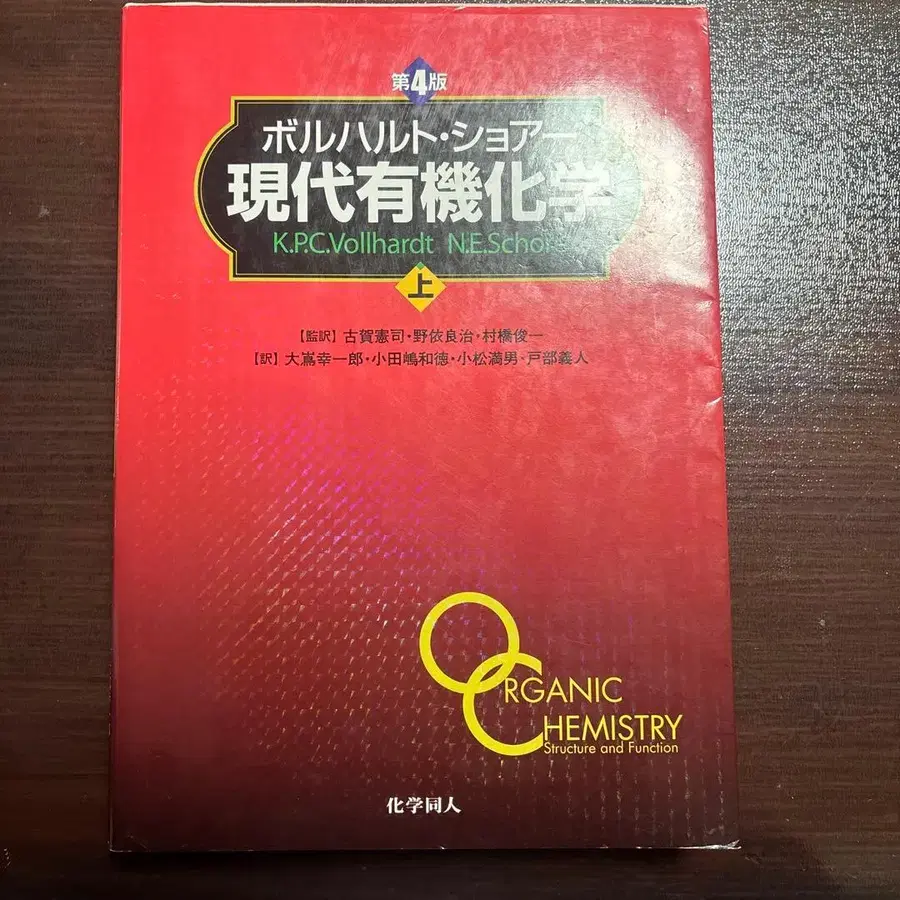 第4版
ボルハルト・ショアー
現代有機化学
K.P.C.Vollhardt N.E.Schore
上
【監訳】古賀憲司・野依良治・村橋俊一
【訳】大嶌幸一郎・小田嶋和徳・小松満男・戸部義人
ORGANIC
CHEMISTRY
Structure and Function
化学同人